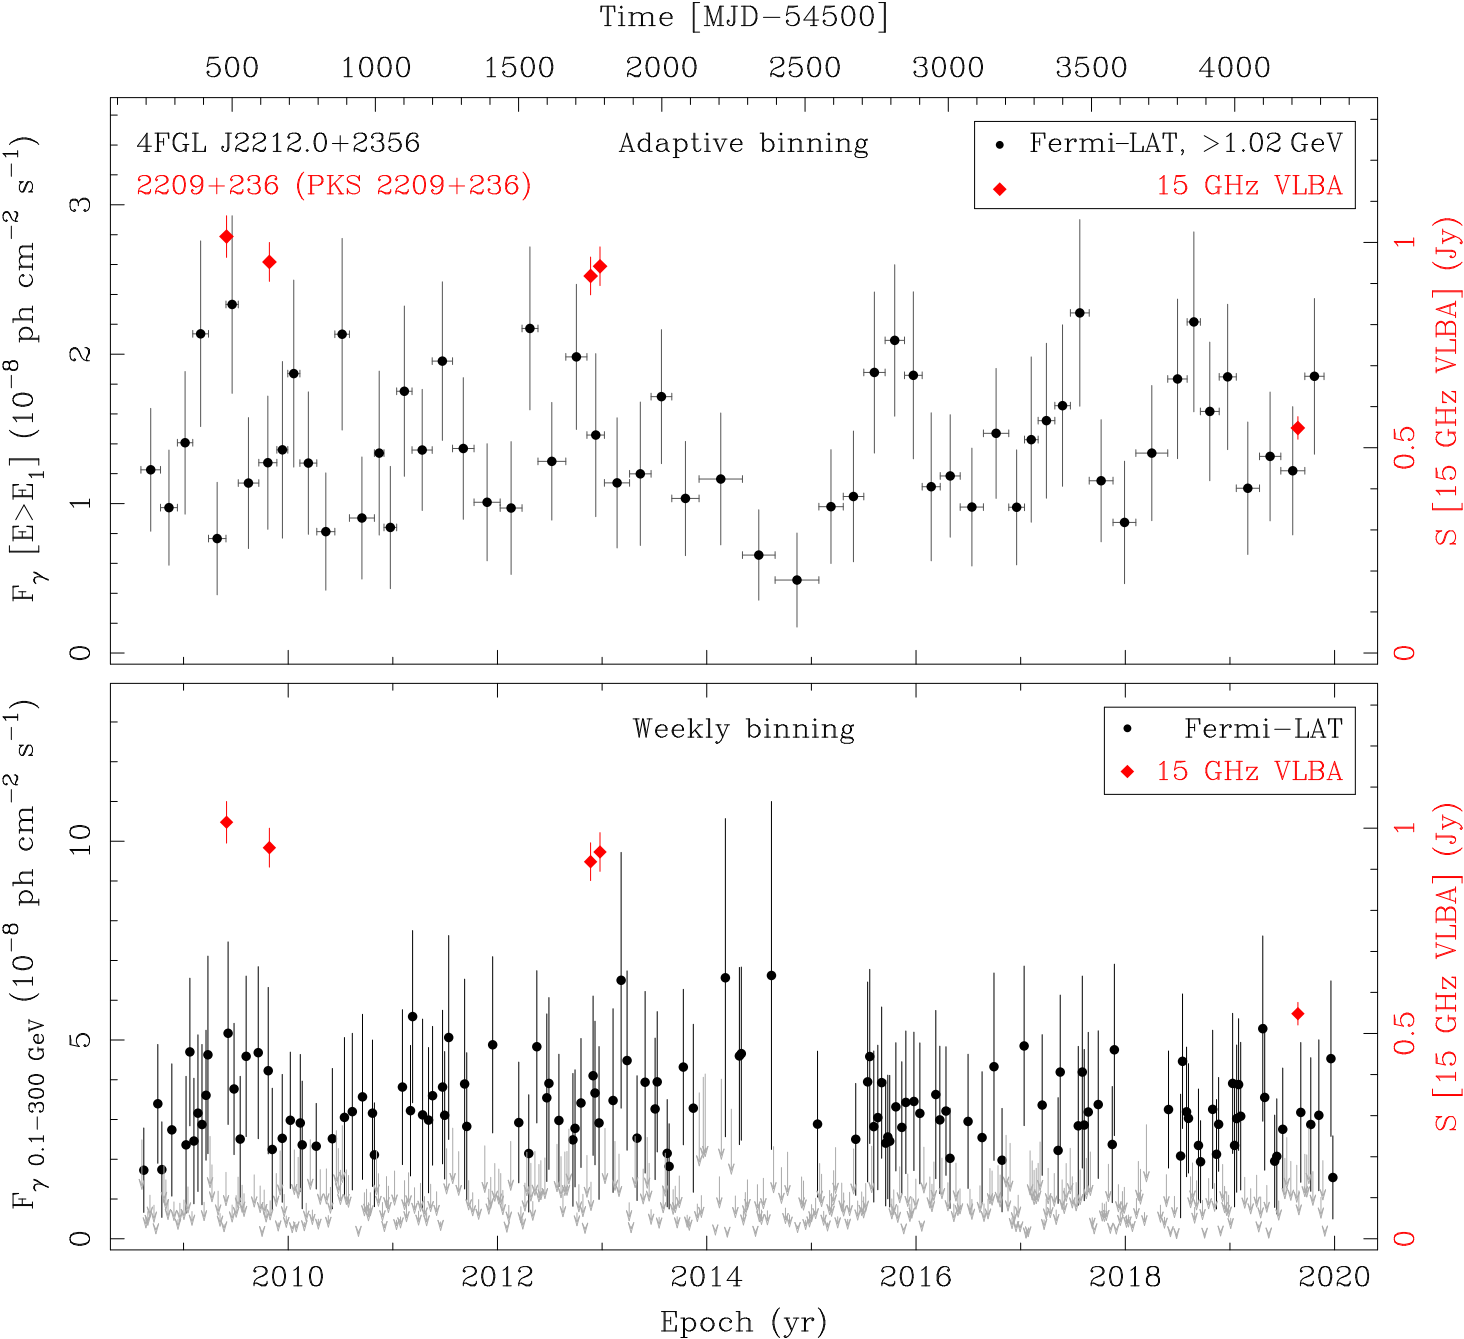 Time [MJD−54500]
500 1000 1500 2000 2500 3000 3500 4000
4FGL J2212.0+2356
Adaptive binning
Fermi−LAT, >1.02 GeV
2209+236 (PKS 2209+236)
15 GHz VLBA
F_γ [E>E_1] (10^−8 ph cm^−2 s^−1)
3
2
1
0
S [15 GHz VLBA] (Jy)
1
0.5
0
Weekly binning
Fermi−LAT
15 GHz VLBA
F_γ 0.1−300 GeV (10^−8 ph cm^−2 s^−1)
10
5
0
S [15 GHz VLBA] (Jy)
1
0.5
0
2010 2012 2014 2016 2018 2020
Epoch (yr)